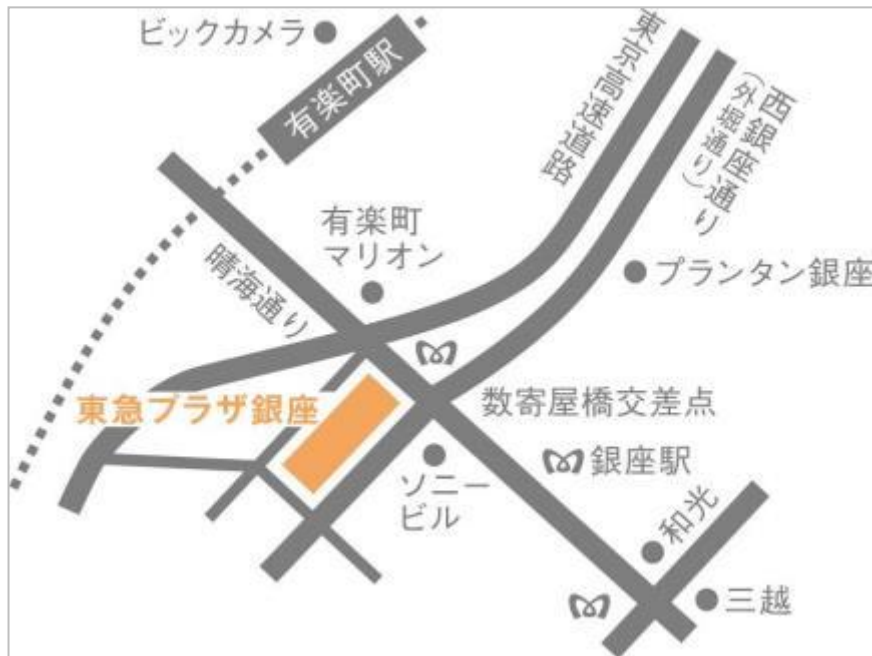 ビックカメラ
有楽町駅
東京高速道路
西銀座通り
（外堀通り）
有楽町
マリオン
晴海通り
プランタン銀座
東急プラザ銀座
数寄屋橋交差点
銀座駅
ソニー
ビル
和光
三越